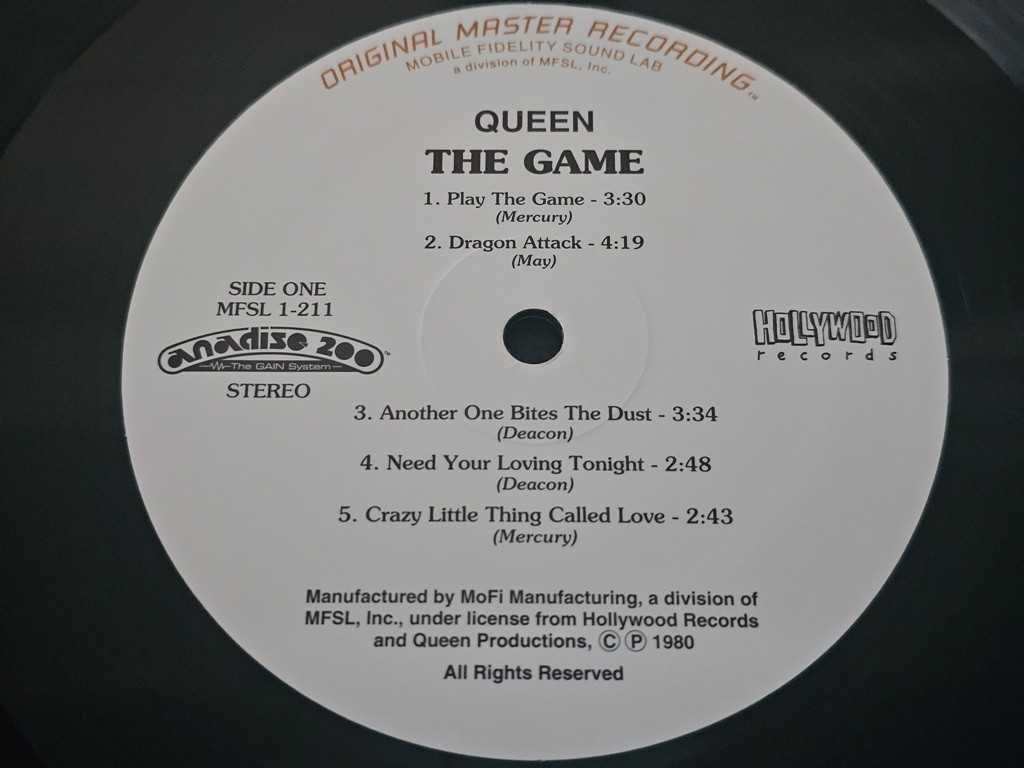 ORIGINAL MASTER RECORDING™
MOBILE FIDELITY SOUND LAB
a division of MFSL, Inc.
QUEEN
THE GAME
1. Play The Game - 3:30
(Mercury)
2. Dragon Attack - 4:19
(May)
SIDE ONE
MFSL 1-211
anadisc 200™
The GAIN System
STEREO
HOLLYWOOD
records
3. Another One Bites The Dust - 3:34
(Deacon)
4. Need Your Loving Tonight - 2:48
(Deacon)
5. Crazy Little Thing Called Love - 2:43
(Mercury)
Manufactured by MoFi Manufacturing, a division of
MFSL, Inc., under license from Hollywood Records
and Queen Productions, Ⓒ Ⓟ 1980
All Rights Reserved